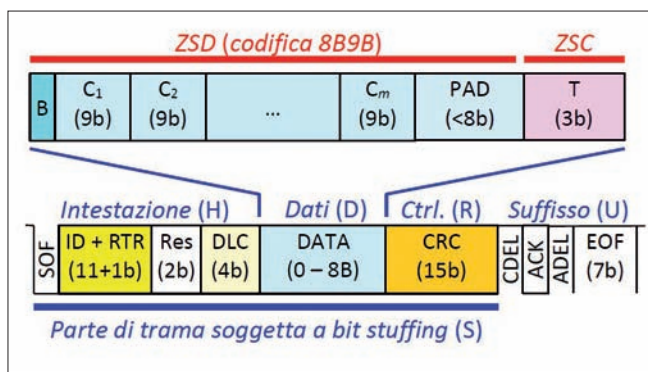 ZSD (codifica 8B9B) ZSC
B C1 (9b) C2 (9b) ... Cm (9b) PAD (<8b) T (3b)
Intestazione (H) Dati (D) Ctrl. (R) Suffisso (U)
SOF ID + RTR (11+1b) Res (2b) DLC (4b) DATA (0 – 8B) CRC (15b) CDEL ACK ADEL EOF (7b)
Parte di trama soggetta a bit stuffing (S)